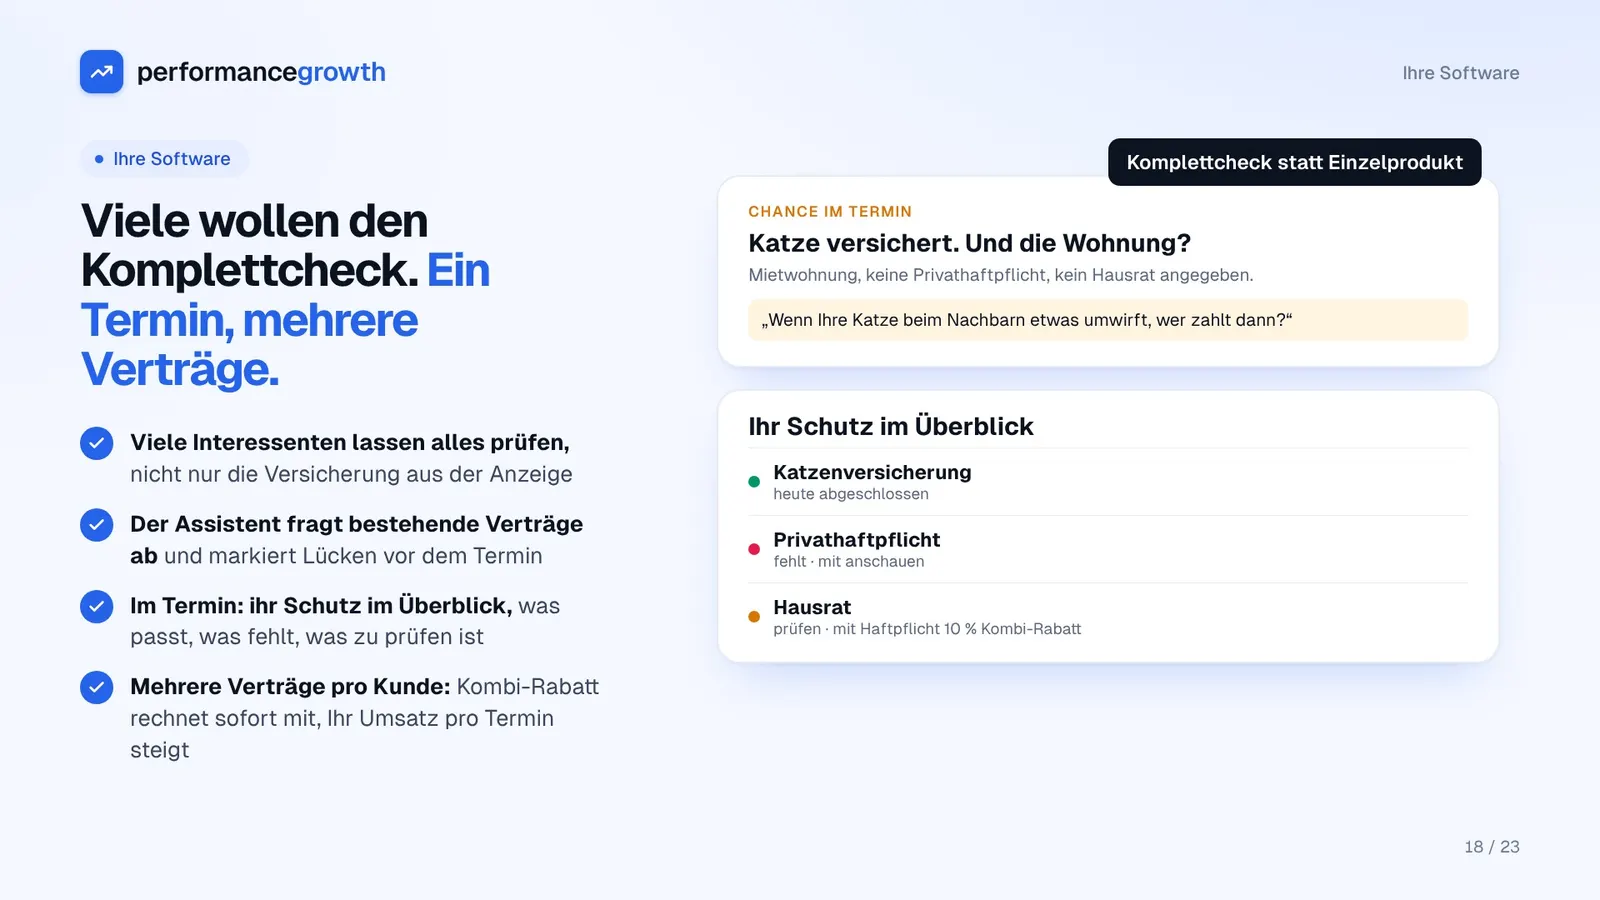 performancegrowth
Ihre Software
Ihre Software
Viele wollen den
Komplettcheck. Ein
Termin, mehrere
Verträge.
Viele Interessenten lassen alles prüfen,
nicht nur die Versicherung aus der Anzeige
Der Assistent fragt bestehende Verträge
ab und markiert Lücken vor dem Termin
Im Termin: ihr Schutz im Überblick, was
passt, was fehlt, was zu prüfen ist
Mehrere Verträge pro Kunde: Kombi-Rabatt
rechnet sofort mit, Ihr Umsatz pro Termin
steigt
Komplettcheck statt Einzelprodukt
CHANCE IM TERMIN
Katze versichert. Und die Wohnung?
Mietwohnung, keine Privathaftpflicht, kein Hausrat angegeben.
„Wenn Ihre Katze beim Nachbarn etwas umwirft, wer zahlt dann?“
Ihr Schutz im Überblick
Katzenversicherung
heute abgeschlossen
Privathaftpflicht
fehlt · mit anschauen
Hausrat
prüfen · mit Haftpflicht 10 % Kombi-Rabatt
18 / 23